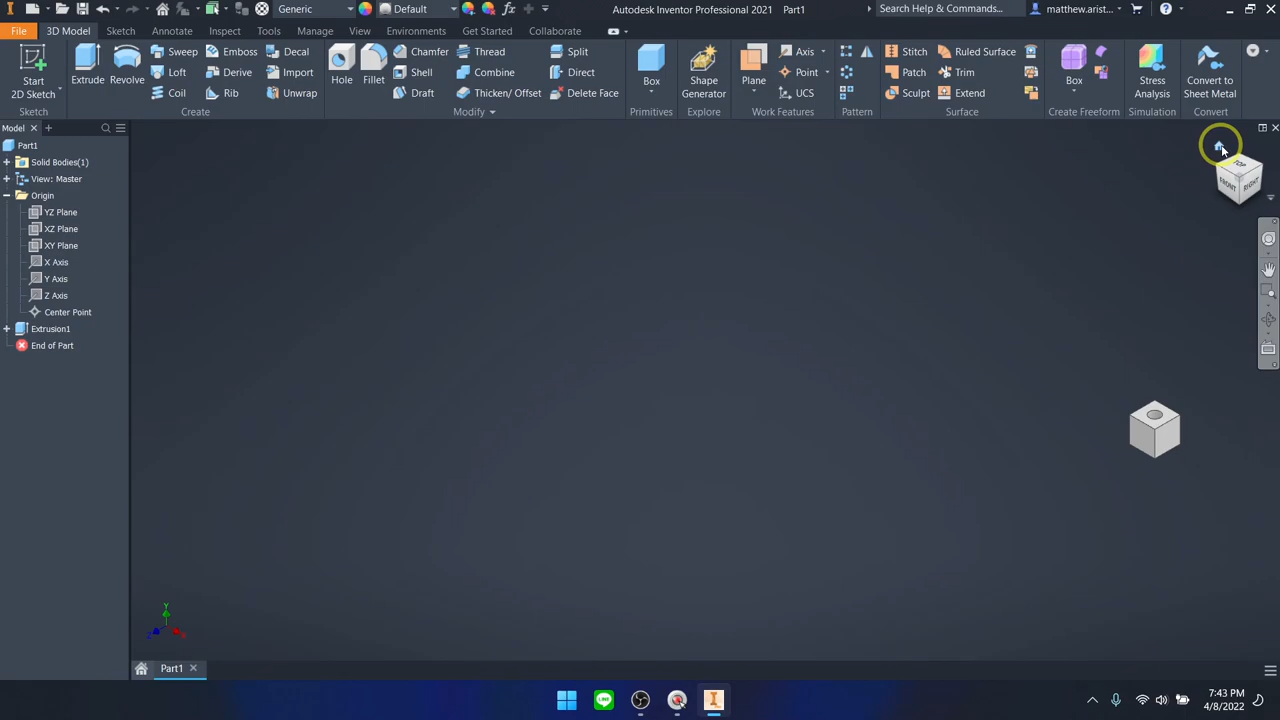 Generic
Default
Autodesk Inventor Professional 2021 Part1
Search Help & Commands...
matthew.arist...
File
3D Model
Sketch
Annotate
Inspect
Tools
Manage
View
Environments
Get Started
Collaborate
Start
2D Sketch
Sketch
Extrude
Revolve
Sweep
Loft
Coil
Emboss
Derive
Rib
Decal
Import
Unwrap
Create
Hole
Fillet
Chamfer
Shell
Draft
Thread
Combine
Thicken/ Offset
Split
Direct
Delete Face
Modify
Box
Primitives
Shape
Generator
Explore
Plane
Axis
Point
UCS
Work Features
Pattern
Stitch
Patch
Sculpt
Ruled Surface
Trim
Extend
Surface
Box
Create Freeform
Stress
Analysis
Simulation
Convert to
Sheet Metal
Convert
Model
Part1
Solid Bodies(1)
View: Master
Origin
YZ Plane
XZ Plane
XY Plane
X Axis
Y Axis
Z Axis
Center Point
Extrusion1
End of Part
TOP
FRONT
RIGHT
Y
Z
X
Part1
7:43 PM
4/8/2022